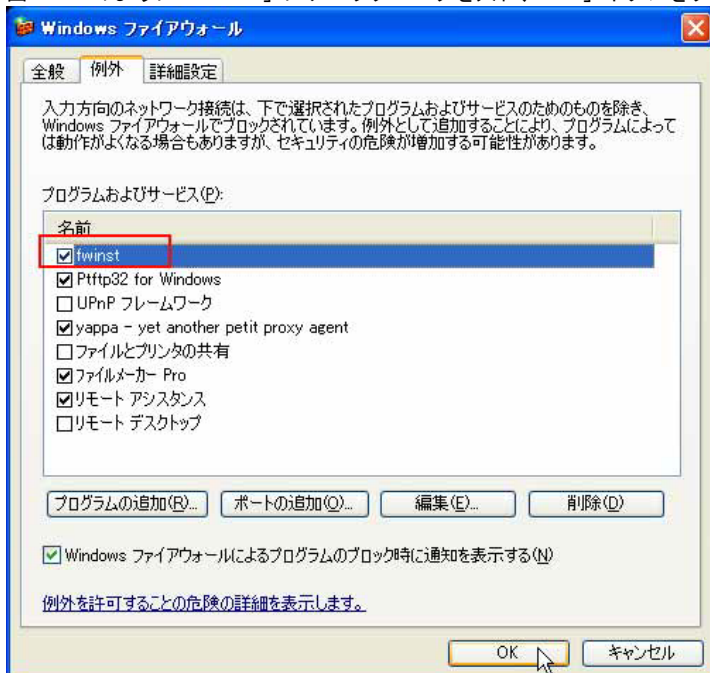 Windows ファイアウォール
全般 例外 詳細設定
入力方向のネットワーク接続は、下で選択されたプログラムおよびサービスのためのものを除き、
Windows ファイアウォールでブロックされています。例外として追加することにより、プログラムによって
は動作がよくなる場合もありますが、セキュリティの危険が増加する可能性があります。
プログラムおよびサービス(P):
名前
fwinst
Ptftp32 for Windows
UPnP フレームワーク
yappa - yet another petit proxy agent
ファイルとプリンタの共有
ファイルメーカー Pro
リモート アシスタンス
リモート デスクトップ
プログラムの追加(R)... ポートの追加(O)... 編集(E)... 削除(D)
Windows ファイアウォールによるプログラムのブロック時に通知を表示する(N)
例外を許可することの危険の詳細を表示します。
OK キャンセル